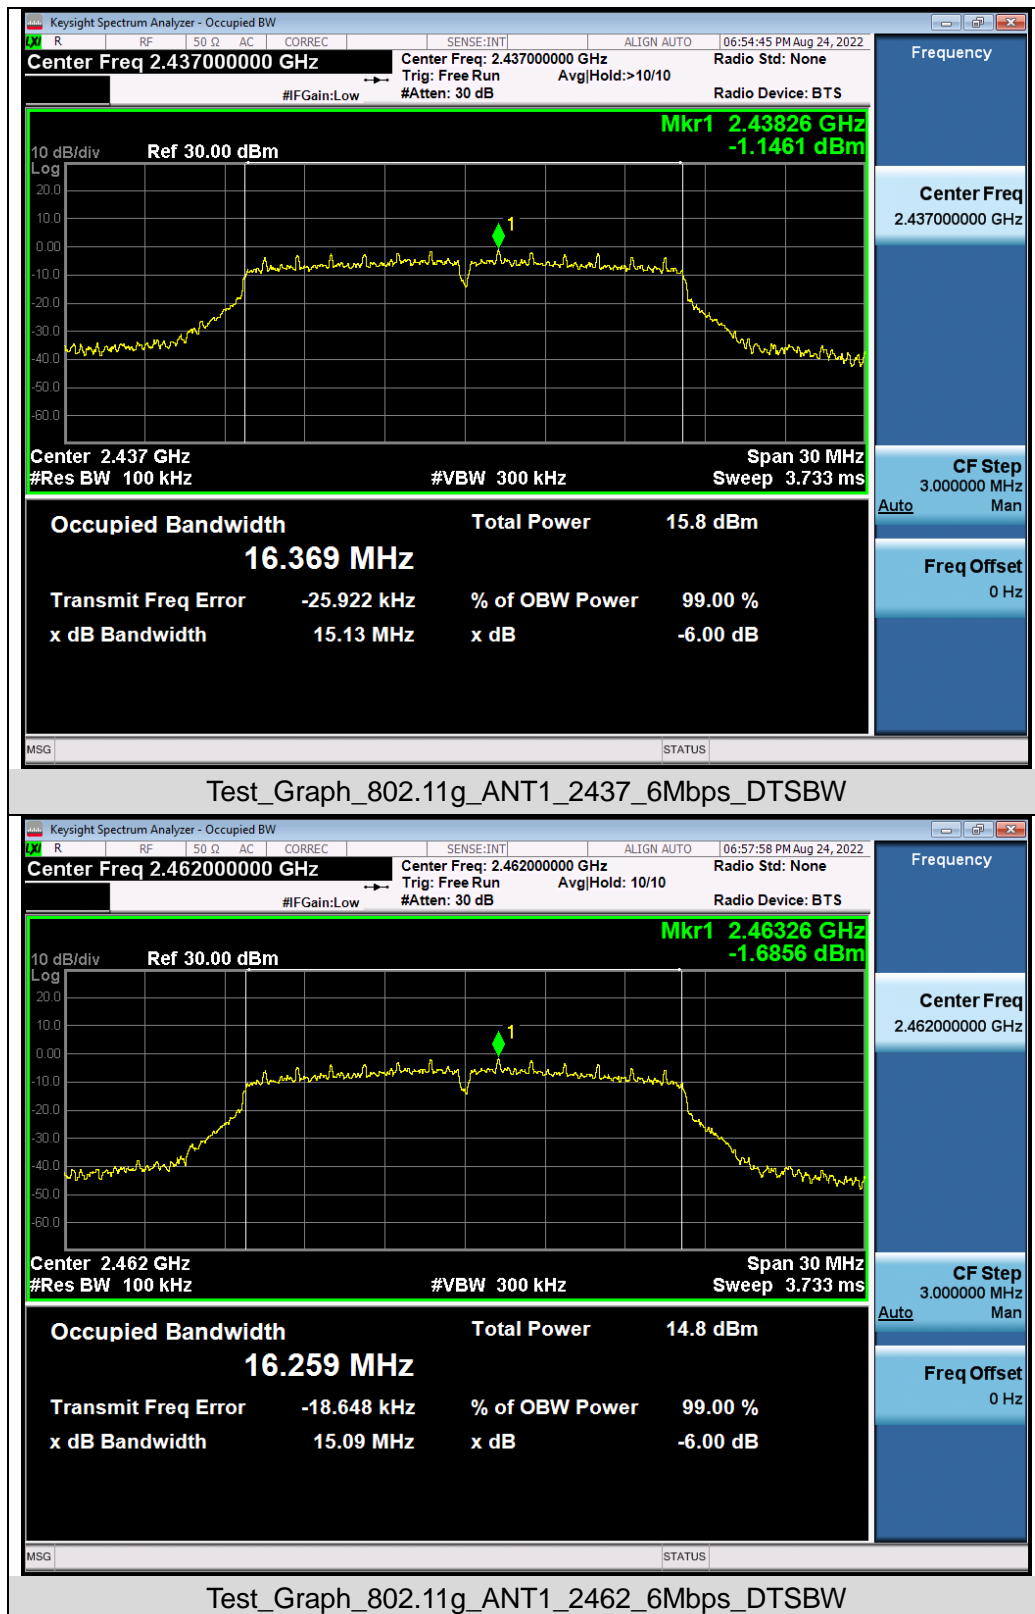 Keysight Spectrum Analyzer - Occupied BW
LXI R RF 50 Ω AC CORREC SENSE:INT ALIGN AUTO 06:54:45 PM Aug 24, 2022
Center Freq 2.437000000 GHz
Center Freq: 2.437000000 GHz
Radio Std: None
Trig: Free Run Avg|Hold:>10/10
#IFGain:Low
#Atten: 30 dB
Radio Device: BTS
Frequency
Mkr1 2.43826 GHz
-1.1461 dBm
10 dB/div Ref 30.00 dBm
Log
20.0
10.0
0.00
-10.0
-20.0
-30.0
-40.0
-50.0
-60.0
1
Center Freq
2.437000000 GHz
Center 2.437 GHz
Span 30 MHz
#Res BW 100 kHz
#VBW 300 kHz
Sweep 3.733 ms
CF Step
3.000000 MHz
Auto Man
Freq Offset
0 Hz
Occupied Bandwidth
16.369 MHz
Total Power 15.8 dBm
Transmit Freq Error -25.922 kHz % of OBW Power 99.00 %
x dB Bandwidth 15.13 MHz x dB -6.00 dB
MSG STATUS
Test_Graph_802.11g_ANT1_2437_6Mbps_DTSBW
Keysight Spectrum Analyzer - Occupied BW
LXI R RF 50 Ω AC CORREC SENSE:INT ALIGN AUTO 06:57:58 PM Aug 24, 2022
Center Freq 2.462000000 GHz
Center Freq: 2.462000000 GHz
Radio Std: None
Trig: Free Run Avg|Hold: 10/10
#IFGain:Low
#Atten: 30 dB
Radio Device: BTS
Frequency
Mkr1 2.46326 GHz
-1.6856 dBm
10 dB/div Ref 30.00 dBm
Log
20.0
10.0
0.00
-10.0
-20.0
-30.0
-40.0
-50.0
-60.0
1
Center Freq
2.462000000 GHz
Center 2.462 GHz
Span 30 MHz
#Res BW 100 kHz
#VBW 300 kHz
Sweep 3.733 ms
CF Step
3.000000 MHz
Auto Man
Freq Offset
0 Hz
Occupied Bandwidth
16.259 MHz
Total Power 14.8 dBm
Transmit Freq Error -18.648 kHz % of OBW Power 99.00 %
x dB Bandwidth 15.09 MHz x dB -6.00 dB
MSG STATUS
Test_Graph_802.11g_ANT1_2462_6Mbps_DTSBW